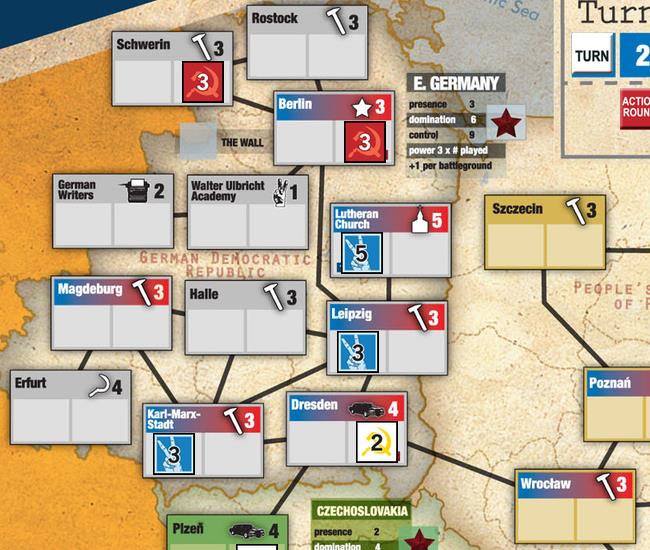 Rostock 3
Schwerin 3
3
Berlin 3
3
E. GERMANY
presence 3
domination 6
control 9
power 3 x # played
+1 per battleground
THE WALL
Turn
TURN 2
ACTIO
ROUN
tic Sea
German
Writers 2
Walter Ulbricht
Academy 1
Lutheran
Church 5
5
Szczecin 3
GERMAN DEMOCRATIC
REPUBLIC
PEOPLE'S
OF P
Magdeburg 3
Halle 3
Leipzig 3
3
Erfurt 4
Karl-Marx-
Stadt 3
3
Dresden 4
2
Poznań
Wrocław 3
Plzeń 4
CZECHOSLOVAKIA
presence 2
domination 4